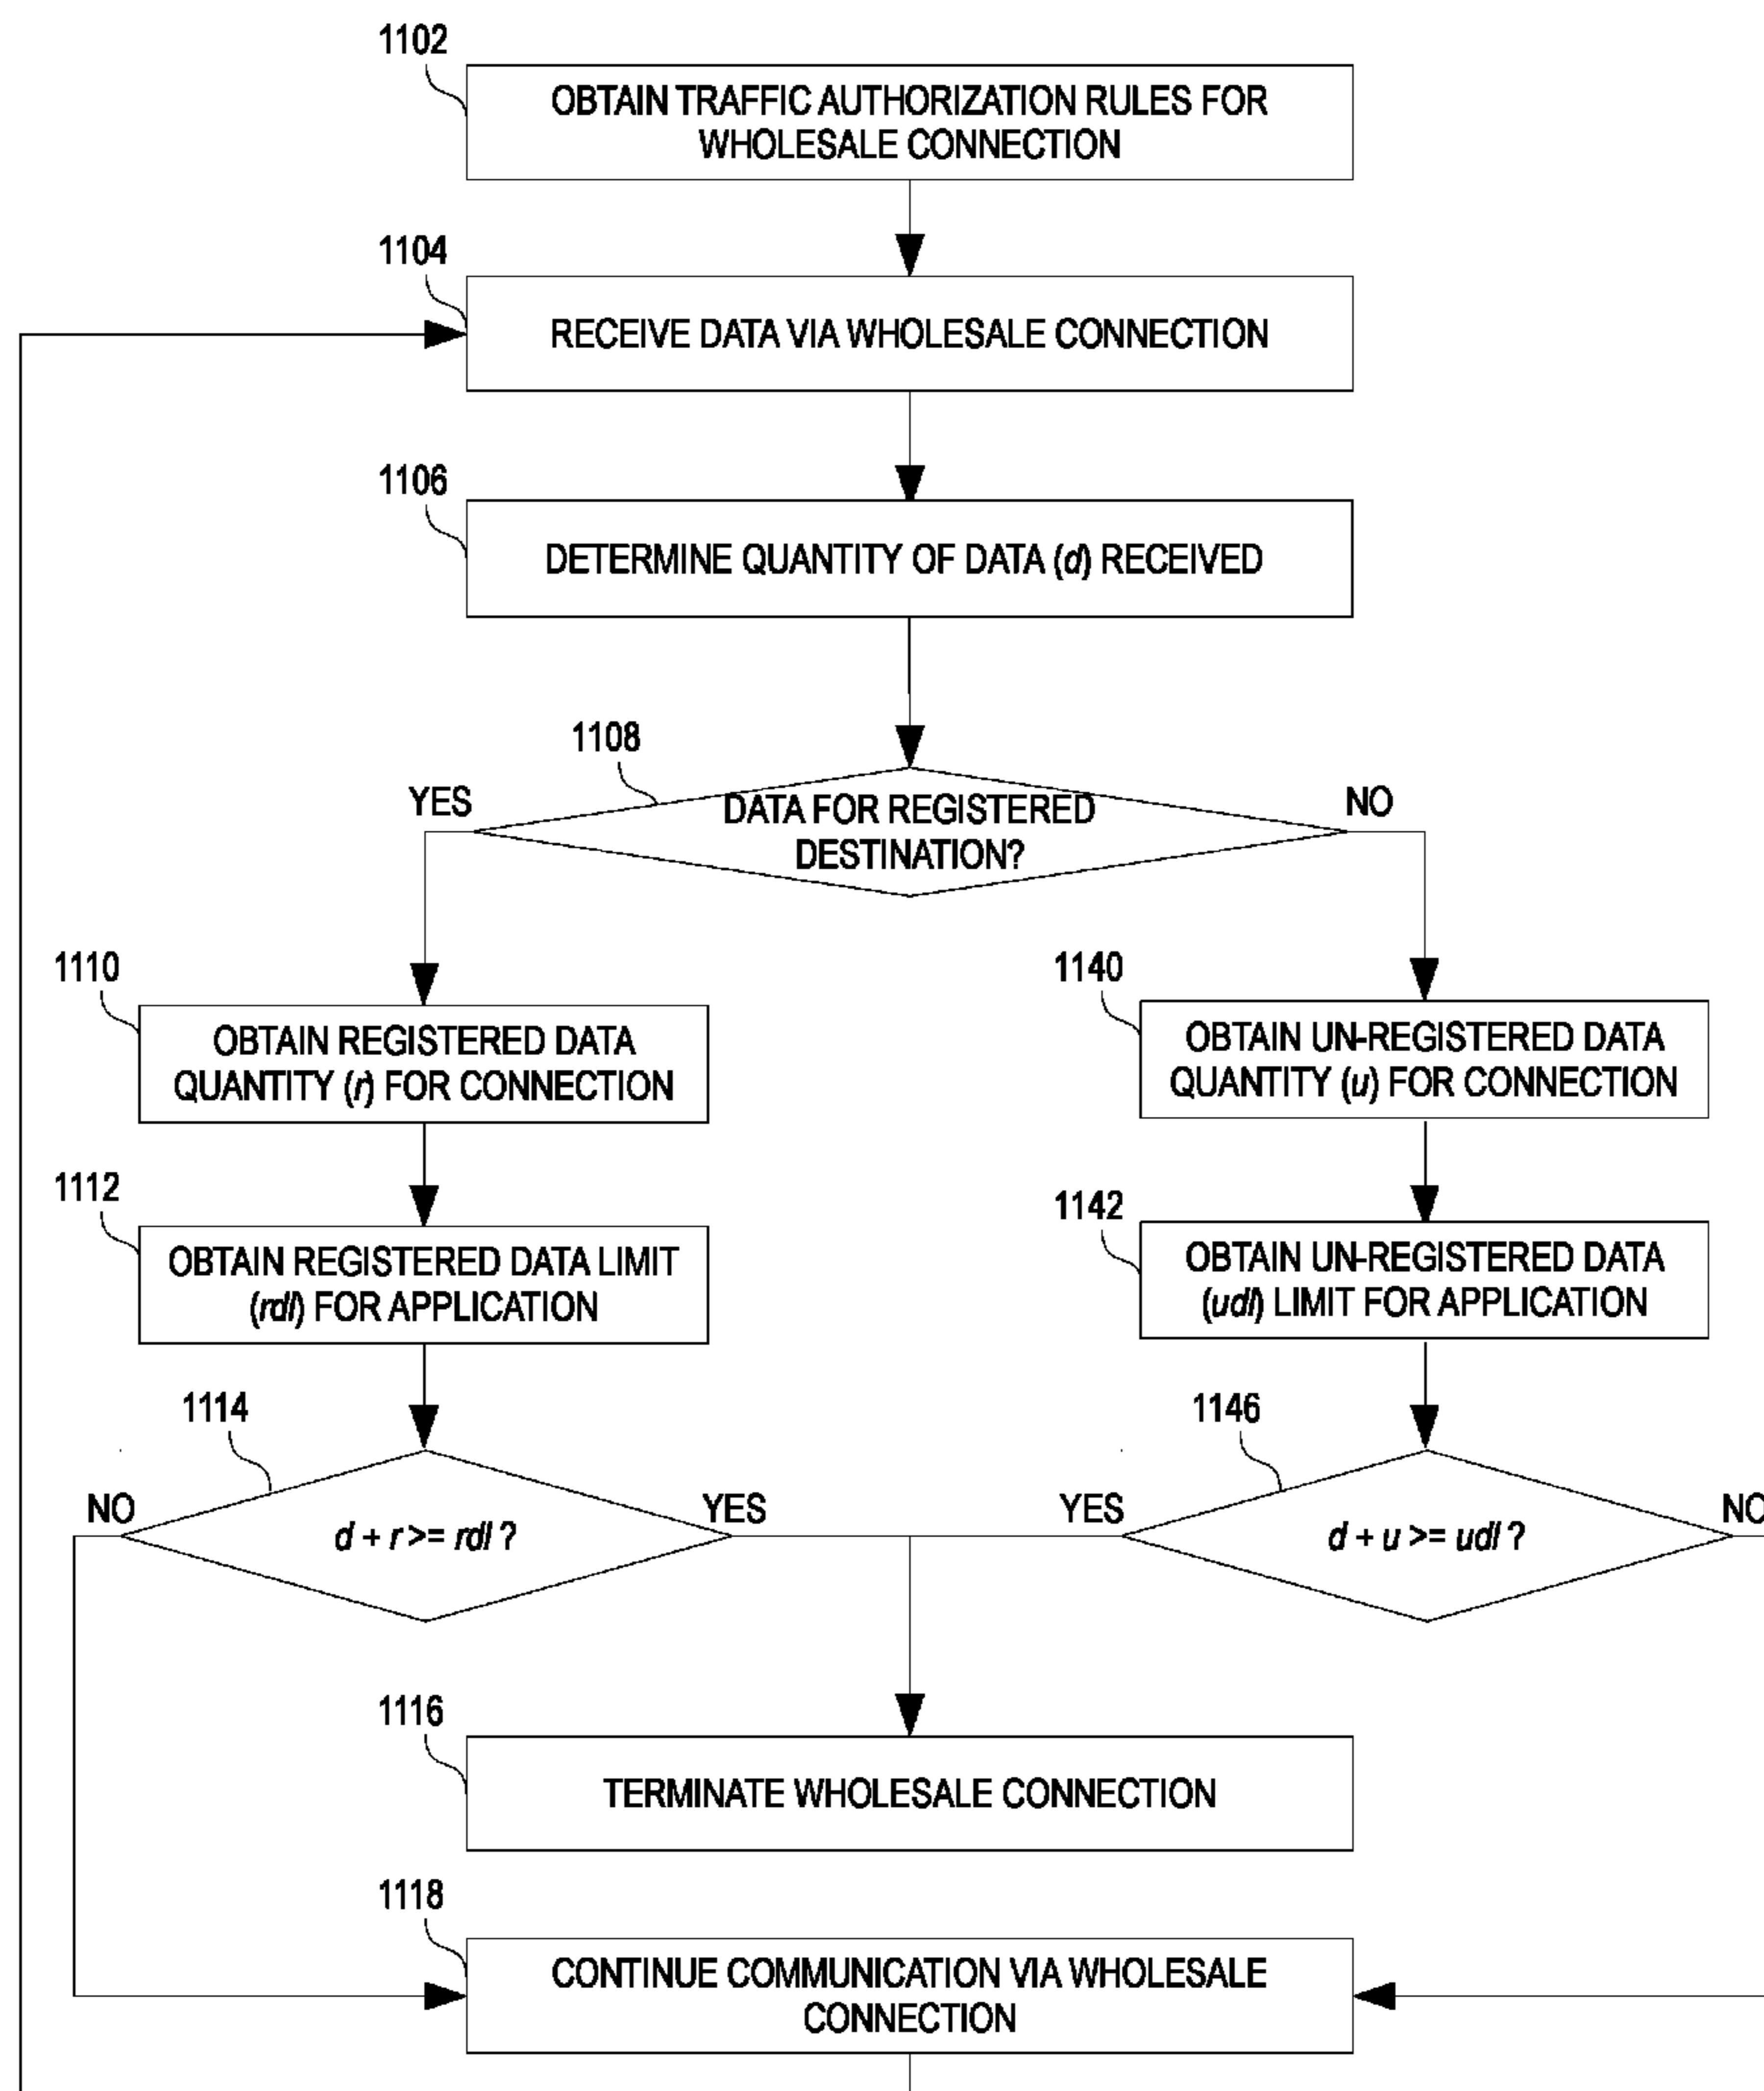 1102
OBTAIN TRAFFIC AUTHORIZATION RULES FOR
WHOLESALE CONNECTION
1104
RECEIVE DATA VIA WHOLESALE CONNECTION
1106
DETERMINE QUANTITY OF DATA (d) RECEIVED
1108
YES
DATA FOR REGISTERED
DESTINATION?
NO
1110
OBTAIN REGISTERED DATA
QUANTITY (r) FOR CONNECTION
1140
OBTAIN UN-REGISTERED DATA
QUANTITY (u) FOR CONNECTION
1112
OBTAIN REGISTERED DATA LIMIT
(rdl) FOR APPLICATION
1142
OBTAIN UN-REGISTERED DATA
(udl) LIMIT FOR APPLICATION
1114
NO
d + r >= rdl ?
YES
1146
YES
d + u >= udl ?
NO
1116
TERMINATE WHOLESALE CONNECTION
1118
CONTINUE COMMUNICATION VIA WHOLESALE
CONNECTION